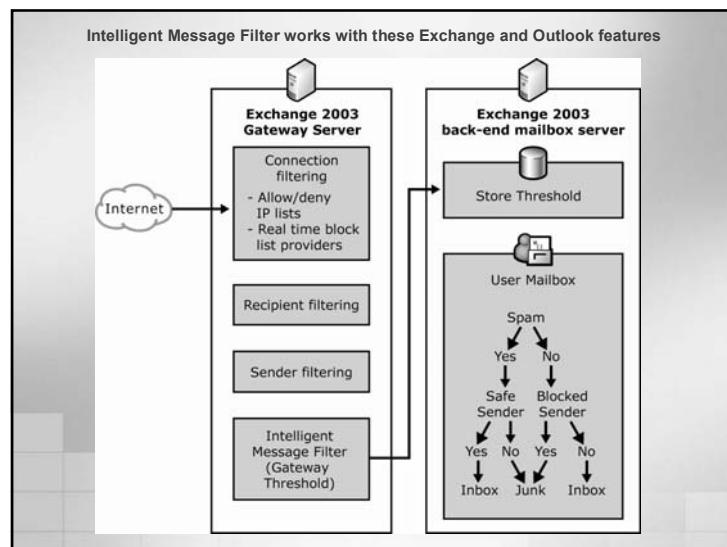 Intelligent Message Filter works with these Exchange and Outlook features
Internet
Exchange 2003
Gateway Server
Connection
filtering
- Allow/deny
IP lists
- Real time block
list providers
Recipient filtering
Sender filtering
Intelligent
Message Filter
(Gateway
Threshold)
Exchange 2003
back-end mailbox server
Store Threshold
User Mailbox
Spam
Yes No
Safe Sender
Blocked Sender
Yes No Yes No
Inbox Junk Inbox